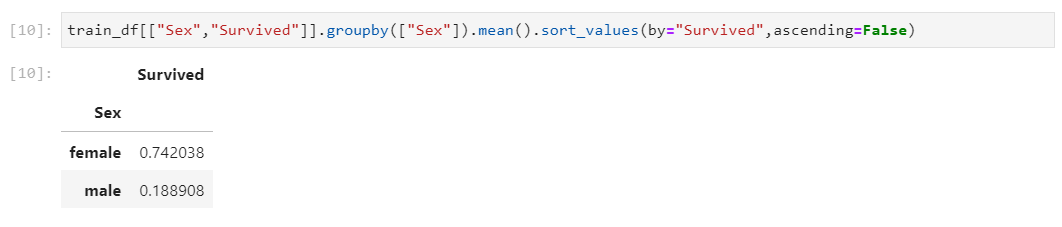 [10]: train_df[["Sex","Survived"]].groupby(["Sex"]).mean().sort_values(by="Survived",ascending=False)
[10]: Survived
Sex
female 0.742038
male 0.188908